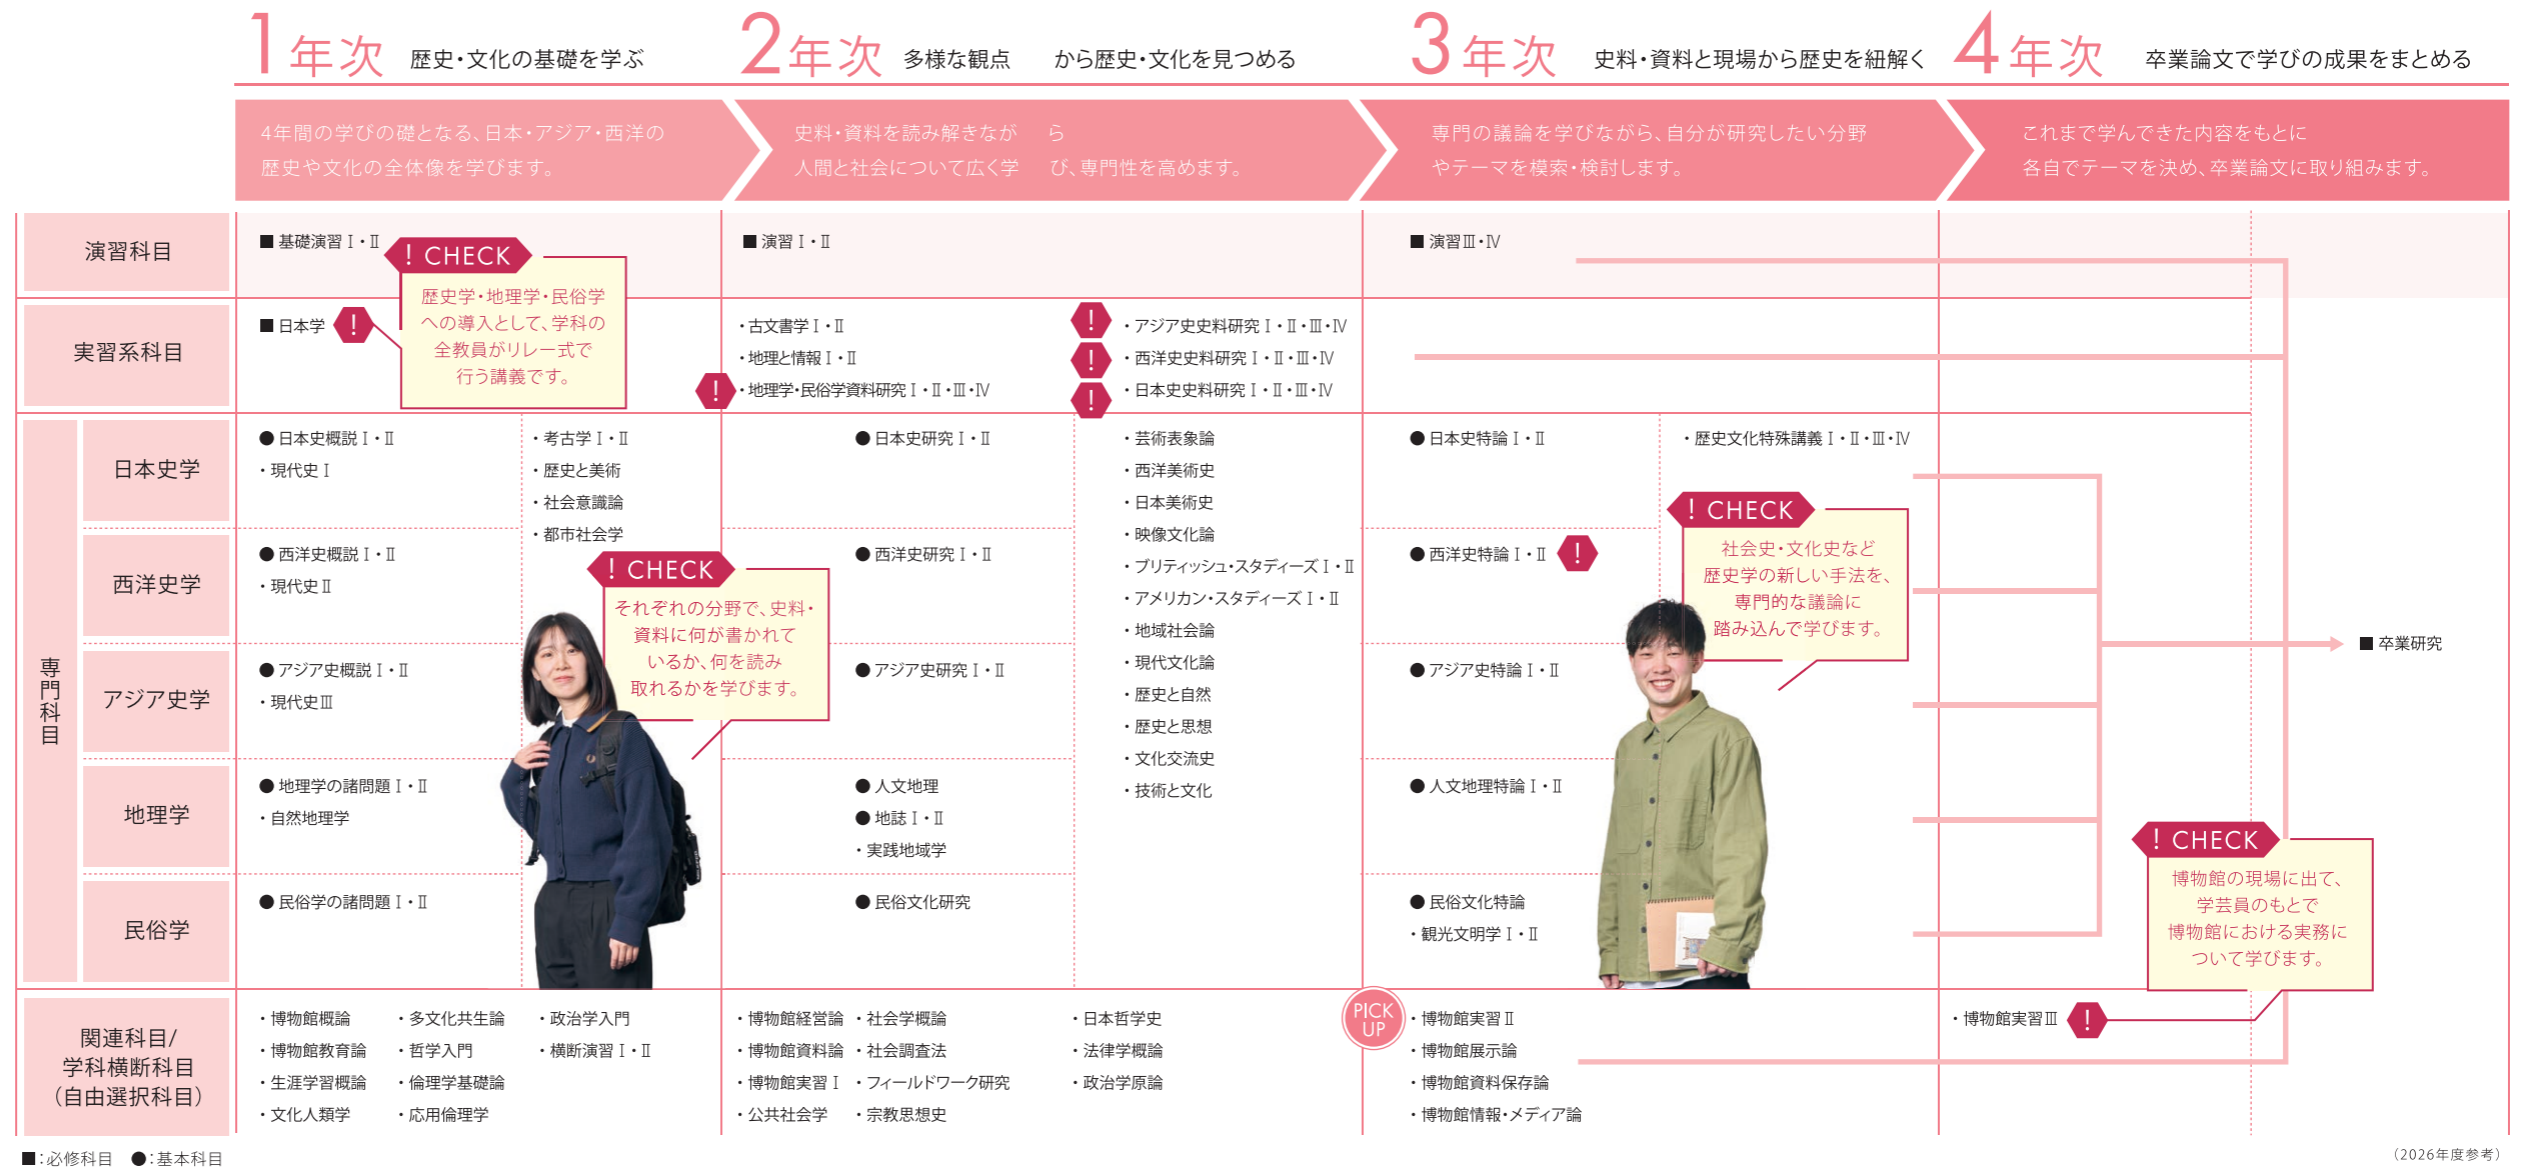 1年次 歴史・文化の基礎を学ぶ
2年次 多様な観点 から歴史・文化を見つめる
3年次 史料・資料と現場から歴史を紐解く
4年次 卒業論文で学びの成果をまとめる
4年間の学びの礎となる、日本・アジア・西洋の
歴史や文化の全体像を学びます。
史料・資料を読み解きなが ら
人間と社会について広く学 び、専門性を高めます。
専門の議論を学びながら、自分が研究したい分野
やテーマを模索・検討します。
これまで学んできた内容をもとに
各自でテーマを決め、卒業論文に取り組みます。
演習科目
■ 基礎演習Ⅰ・Ⅱ
■ 演習Ⅰ・Ⅱ
■ 演習Ⅲ・Ⅳ
! CHECK
歴史学・地理学・民俗学
への導入として、学科の
全教員がリレー式で
行う講義です。
実習系科目
■ 日本学 !
・古文書学Ⅰ・Ⅱ
・地理と情報Ⅰ・Ⅱ
! ・地理学・民俗学資料研究Ⅰ・Ⅱ・Ⅲ・Ⅳ
! ・アジア史史料研究Ⅰ・Ⅱ・Ⅲ・Ⅳ
! ・西洋史史料研究Ⅰ・Ⅱ・Ⅲ・Ⅳ
! ・日本史史料研究Ⅰ・Ⅱ・Ⅲ・Ⅳ
専門科目
日本史学
● 日本史概説Ⅰ・Ⅱ
・現代史Ⅰ
・考古学Ⅰ・Ⅱ
・歴史と美術
・社会意識論
・都市社会学
● 日本史研究Ⅰ・Ⅱ
・芸術表象論
・西洋美術史
・日本美術史
・映像文化論
・ブリティッシュ・スタディーズⅠ・Ⅱ
・アメリカン・スタディーズⅠ・Ⅱ
・地域社会論
・現代文化論
・歴史と自然
・歴史と思想
・文化交流史
・技術と文化
● 日本史特論Ⅰ・Ⅱ
・歴史文化特殊講義Ⅰ・Ⅱ・Ⅲ・Ⅳ
西洋史学
● 西洋史概説Ⅰ・Ⅱ
・現代史Ⅱ
● 西洋史研究Ⅰ・Ⅱ
● 西洋史特論Ⅰ・Ⅱ !
! CHECK
それぞれの分野で、史料・
資料に何が書かれて
いるか、何を読み
取れるかを学びます。
! CHECK
社会史・文化史など
歴史学の新しい手法を、
専門的な議論に
踏み込んで学びます。
アジア史学
● アジア史概説Ⅰ・Ⅱ
・現代史Ⅲ
● アジア史研究Ⅰ・Ⅱ
● アジア史特論Ⅰ・Ⅱ
■ 卒業研究
地理学
● 地理学の諸問題Ⅰ・Ⅱ
・自然地理学
● 人文地理
● 地誌Ⅰ・Ⅱ
・実践地域学
● 人文地理特論Ⅰ・Ⅱ
民俗学
● 民俗学の諸問題Ⅰ・Ⅱ
● 民俗文化研究
● 民俗文化特論
・観光文明学Ⅰ・Ⅱ
! CHECK
博物館の現場に出て、
学芸員のもとで
博物館における実務に
ついて学びます。
関連科目/
学科横断科目
（自由選択科目）
・博物館概論
・博物館教育論
・生涯学習概論
・文化人類学
・多文化共生論
・哲学入門
・倫理学基礎論
・応用倫理学
・政治学入門
・横断演習Ⅰ・Ⅱ
・博物館経営論
・博物館資料論
・博物館実習Ⅰ
・公共社会学
・社会学概論
・社会調査法
・フィールドワーク研究
・宗教思想史
・日本哲学史
・法律学概論
・政治学原論
PICK
UP
・博物館実習Ⅱ
・博物館展示論
・博物館資料保存論
・博物館情報・メディア論
・博物館実習Ⅲ !
■：必修科目 ●：基本科目
（2026年度参考）